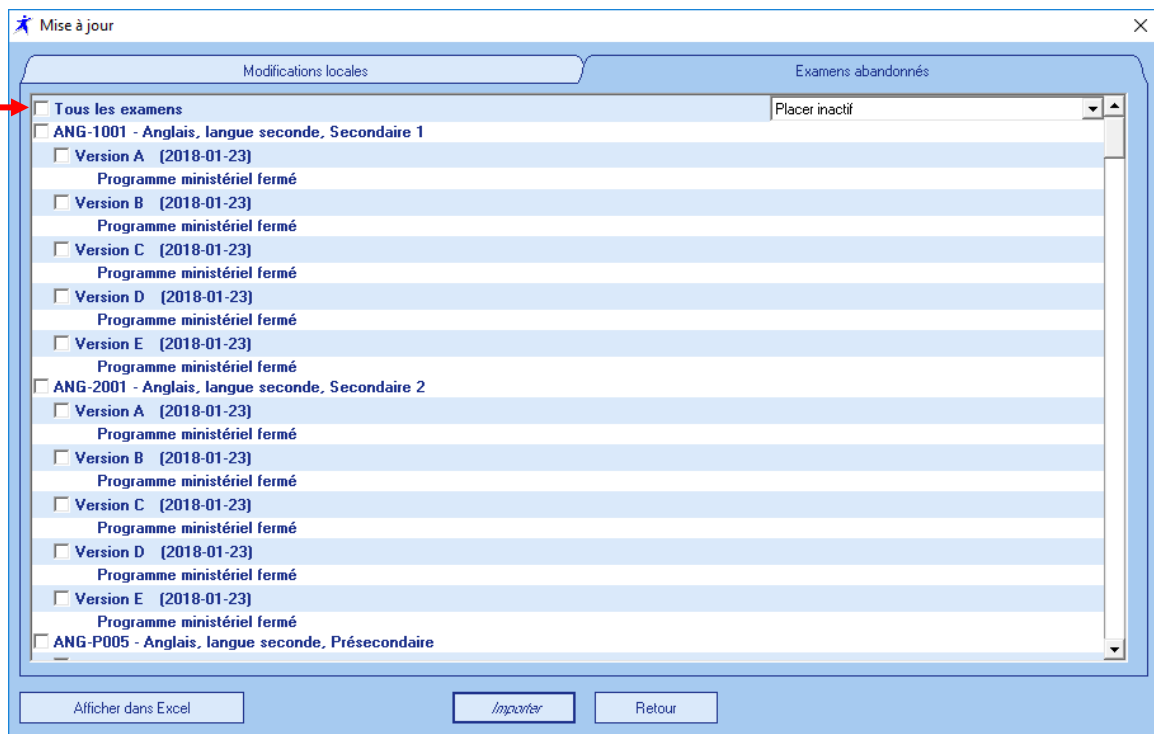 Mise à jour
Modifications locales
Examens abandonnés
Tous les examens
Placer inactif
ANG-1001 - Anglais, langue seconde, Secondaire 1
Version A (2018-01-23)
Programme ministériel fermé
Version B (2018-01-23)
Programme ministériel fermé
Version C (2018-01-23)
Programme ministériel fermé
Version D (2018-01-23)
Programme ministériel fermé
Version E (2018-01-23)
Programme ministériel fermé
ANG-2001 - Anglais, langue seconde, Secondaire 2
Version A (2018-01-23)
Programme ministériel fermé
Version B (2018-01-23)
Programme ministériel fermé
Version C (2018-01-23)
Programme ministériel fermé
Version D (2018-01-23)
Programme ministériel fermé
Version E (2018-01-23)
Programme ministériel fermé
ANG-P005 - Anglais, langue seconde, Présecondaire
Afficher dans Excel
Importer
Retour